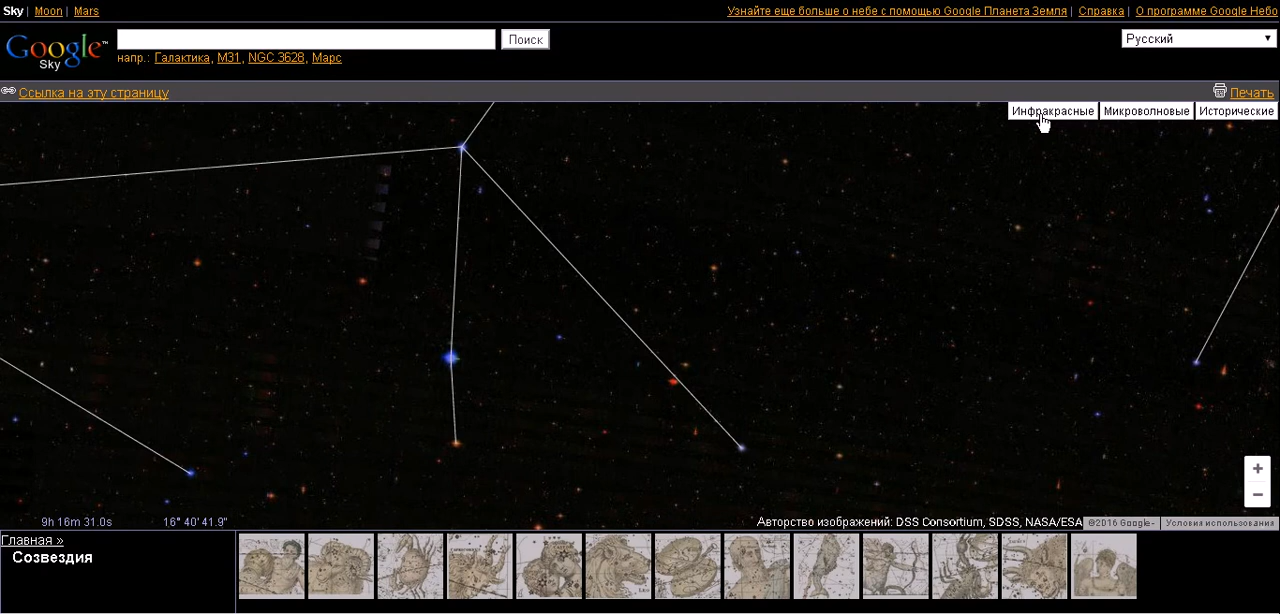 Sky | Moon | Mars
Узнайте еще больше о небе с помощью Google Планета Земля | Справка | О программе Google Небо
Google™
Sky
Поиск
Русский
напр.: Галактика, M31, NGC 3628, Марс
Ссылка на эту страницу
Печать
Инфракрасные
Микроволновые
Исторические
9h 16m 31.0s
16° 40' 41.9"
Авторство изображений: DSS Consortium, SDSS, NASA/ESA
©2016 Google -
Условия использования
Главная »
Созвездия